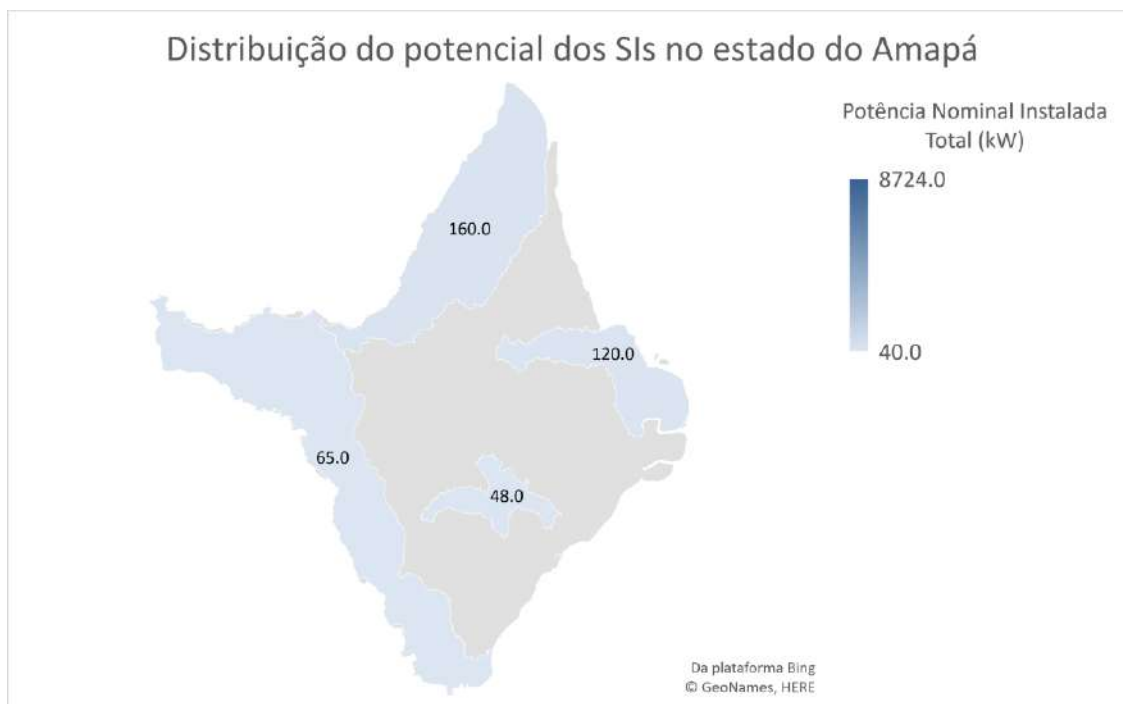 Distribuição do potencial dos SIs no estado do Amapá
Potência Nominal Instalada
Total (kW)
8724.0
40.0
160.0
120.0
65.0
48.0
Da plataforma Bing
© GeoNames, HERE